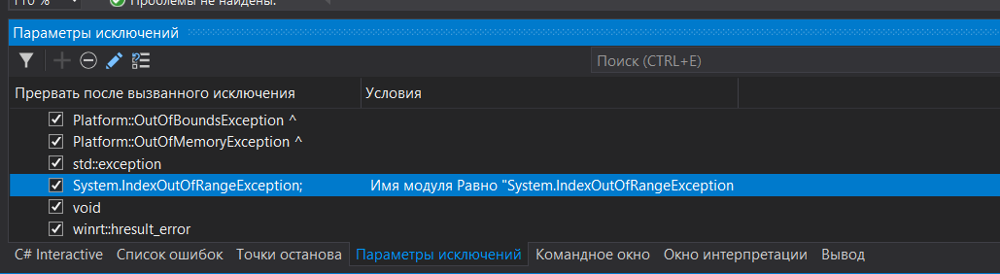 110 %
Проблемы не найдены.
Параметры исключений
Поиск (CTRL+E)
Прервать после вызванного исключения Условия
Platform::OutOfBoundsException ^
Platform::OutOfMemoryException ^
std::exception
System.IndexOutOfRangeException; Имя модуля Равно "System.IndexOutOfRangeException
void
winrt::hresult_error
C# Interactive Список ошибок Точки останова Параметры исключений Командное окно Окно интерпретации Вывод